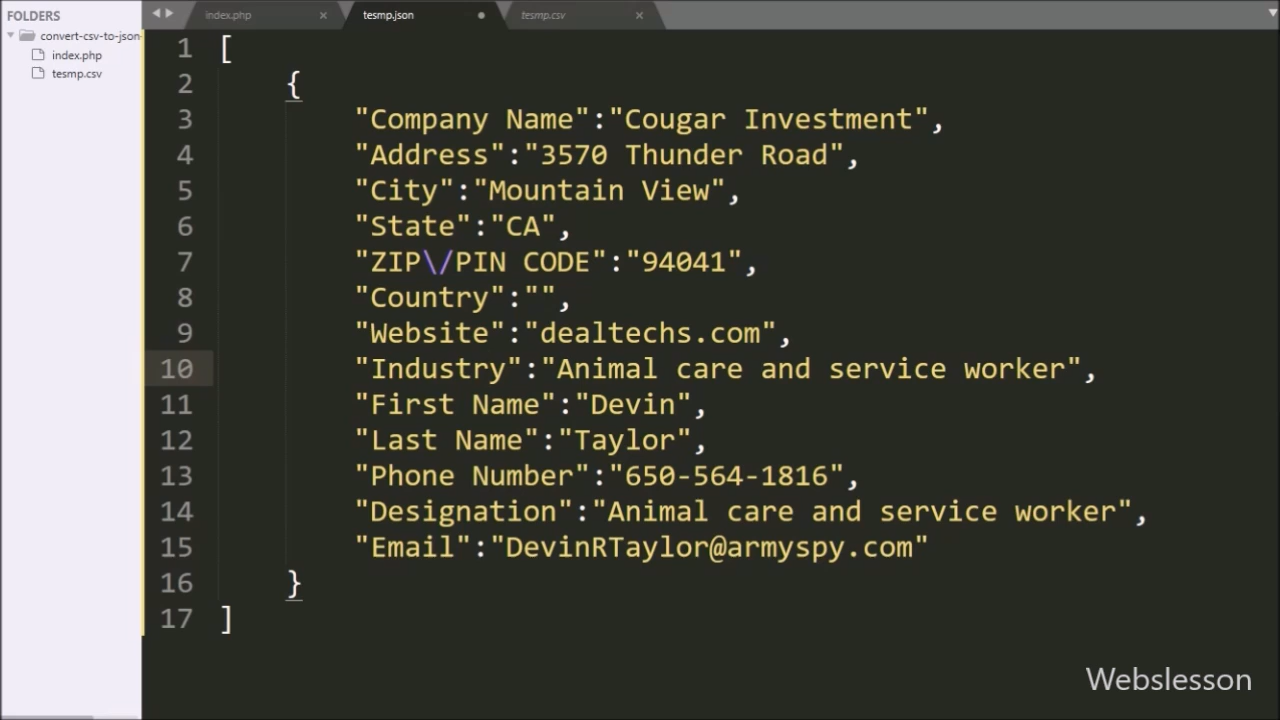 FOLDERS
convert-csv-to-json-
index.php
tesmp.csv
index.php × tesmp.json tesmp.csv ×
1 [
2 {
3 "Company Name":"Cougar Investment",
4 "Address":"3570 Thunder Road",
5 "City":"Mountain View",
6 "State":"CA",
7 "ZIP\/PIN CODE":"94041",
8 "Country":"",
9 "Website":"dealtechs.com",
10 "Industry":"Animal care and service worker",
11 "First Name":"Devin",
12 "Last Name":"Taylor",
13 "Phone Number":"650-564-1816",
14 "Designation":"Animal care and service worker",
15 "Email":"DevinRTaylor@armyspy.com"
16 }
17 ]
Webslesson